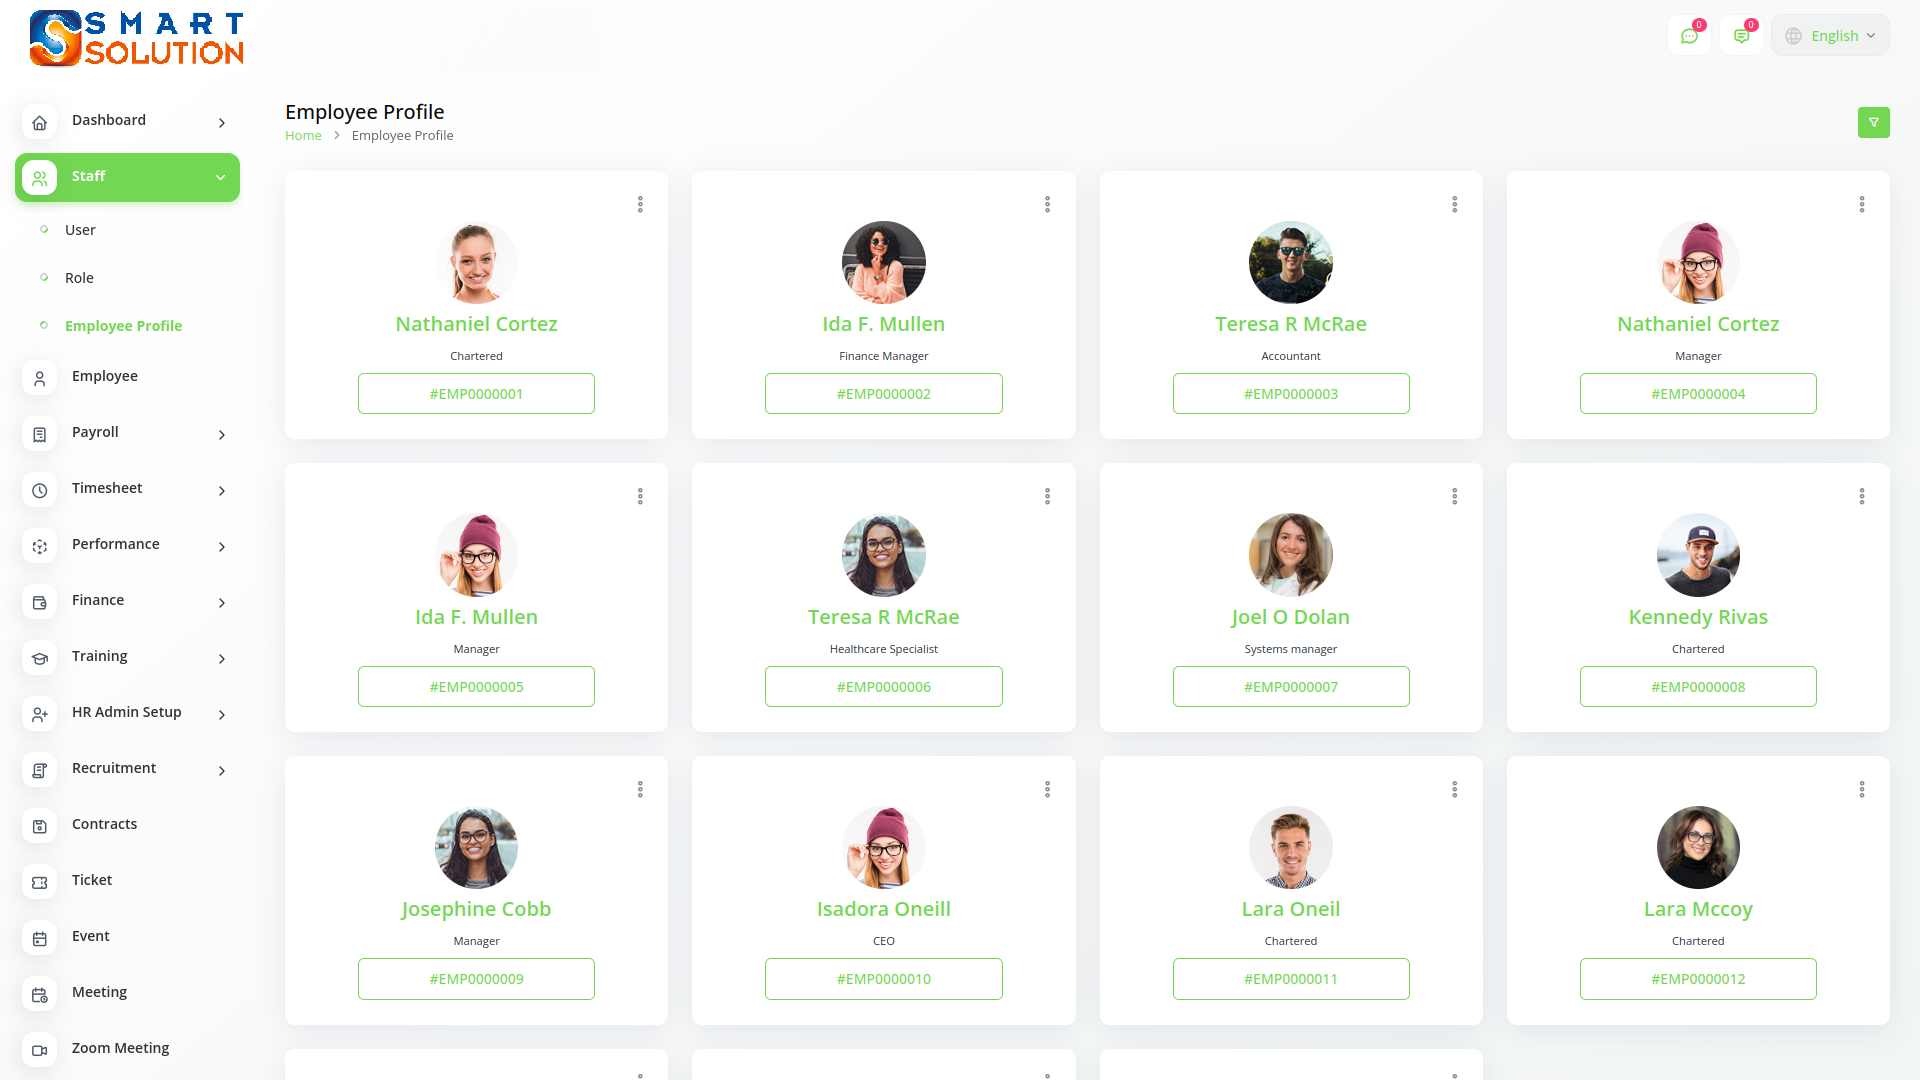 SMART
SOLUTION
0
0
English
Dashboard
Staff
User
Role
Employee Profile
Employee
Payroll
Timesheet
Performance
Finance
Training
HR Admin Setup
Recruitment
Contracts
Ticket
Event
Meeting
Zoom Meeting
Employee Profile
Home > Employee Profile
Nathaniel Cortez
Chartered
#EMP0000001
Ida F. Mullen
Finance Manager
#EMP0000002
Teresa R McRae
Accountant
#EMP0000003
Nathaniel Cortez
Manager
#EMP0000004
Ida F. Mullen
Manager
#EMP0000005
Teresa R McRae
Healthcare Specialist
#EMP0000006
Joel O Dolan
Systems manager
#EMP0000007
Kennedy Rivas
Chartered
#EMP0000008
Josephine Cobb
Manager
#EMP0000009
Isadora Oneill
CEO
#EMP0000010
Lara Oneil
Chartered
#EMP0000011
Lara Mccoy
Chartered
#EMP0000012